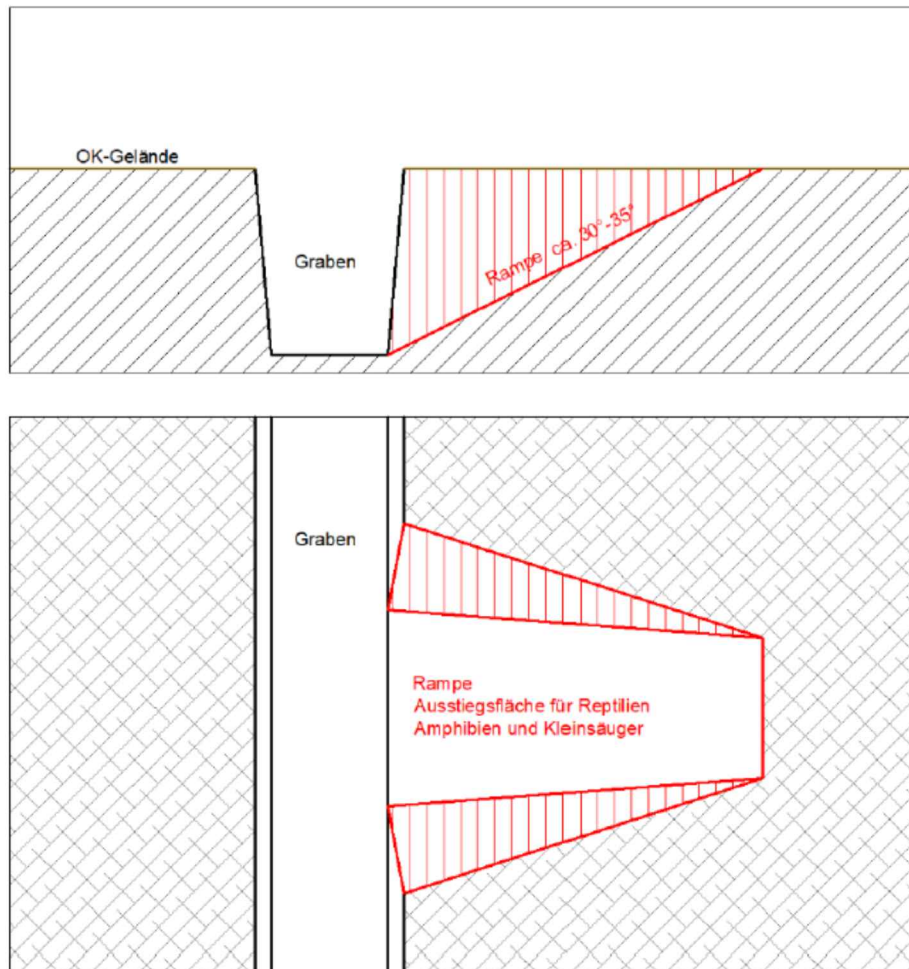 OK-Gelände
Graben
Rampe ca. 30°-35°
Graben
Rampe
Ausstiegsfläche für Reptilien
Amphibien und Kleinsäuger